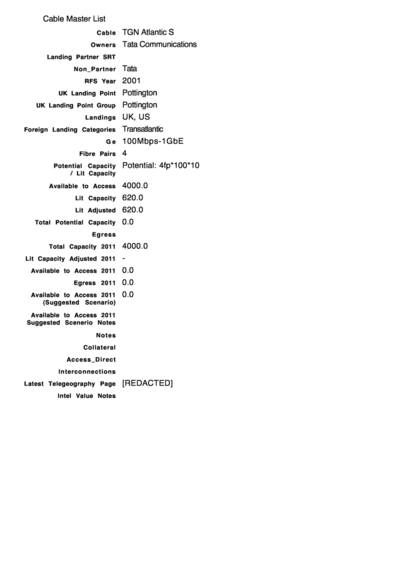 Cable Master List
Cable TGN Atlantic S
Owners Tata Communications
Landing Partner SRT
Non_Partner Tata
RFS Year 2001
UK Landing Point Pottington
UK Landing Point Group Pottington
Landings UK, US
Foreign Landing Categories Transatlantic
Ge 100Mbps-1GbE
Fibre Pairs 4
Potential Capacity Potential: 4fp*100*10
/ Lit Capacity
Available to Access 4000.0
Lit Capacity 620.0
Lit Adjusted 620.0
Total Potential Capacity 0.0
Egress
Total Capacity 2011 4000.0
Lit Capacity Adjusted 2011 -
Available to Access 2011 0.0
Egress 2011 0.0
Available to Access 2011 0.0
(Suggested Scenario)
Available to Access 2011
Suggested Scenerio Notes
Notes
Collateral
Access_Direct
Interconnections
Latest Telegeography Page [REDACTED]
Intel Value Notes